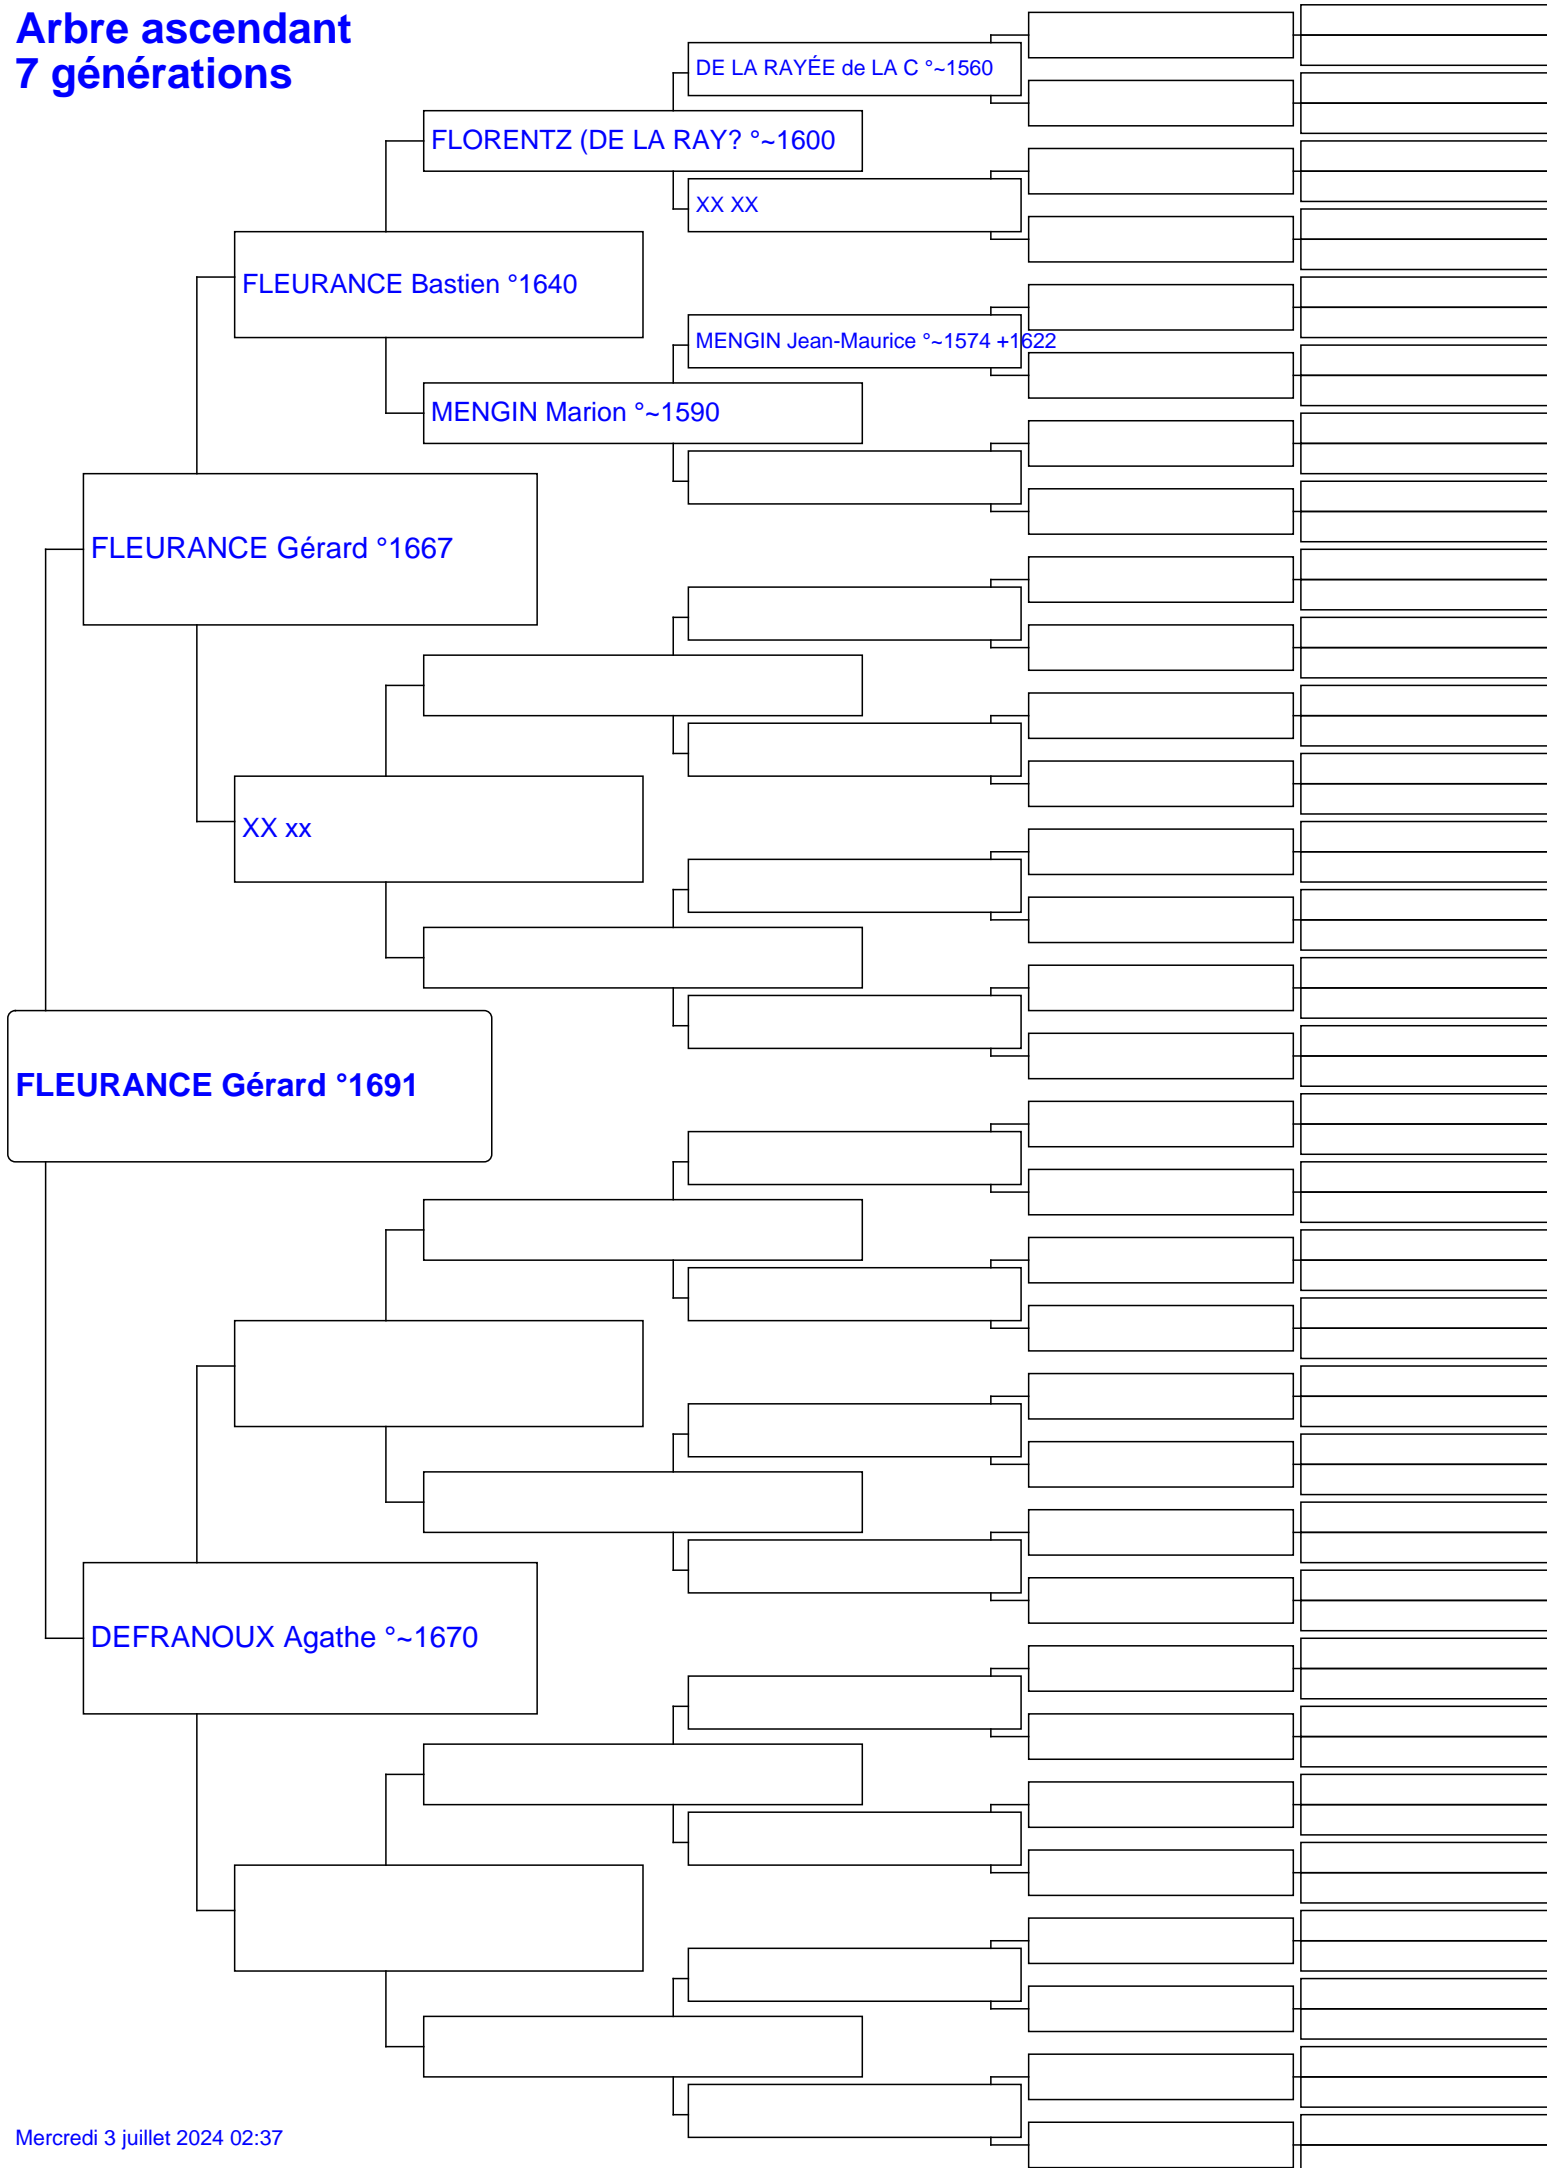 Arbre ascendant
7 générations
DE LA RAYÉE de LA C °~1560
FLORENTZ (DE LA RAY? °~1600
XX XX
FLEURANCE Bastien °1640
MENGIN Jean-Maurice °~1574 +1622
MENGIN Marion °~1590
FLEURANCE Gérard °1667
XX xx
FLEURANCE Gérard °1691
DEFRANOUX Agathe °~1670
Mercredi 3 juillet 2024 02:37